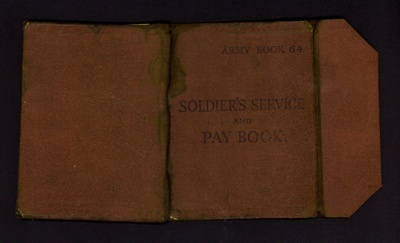 ARMY BOOK 64
SOLDIER'S SERVICE
AND
PAY BOOK.